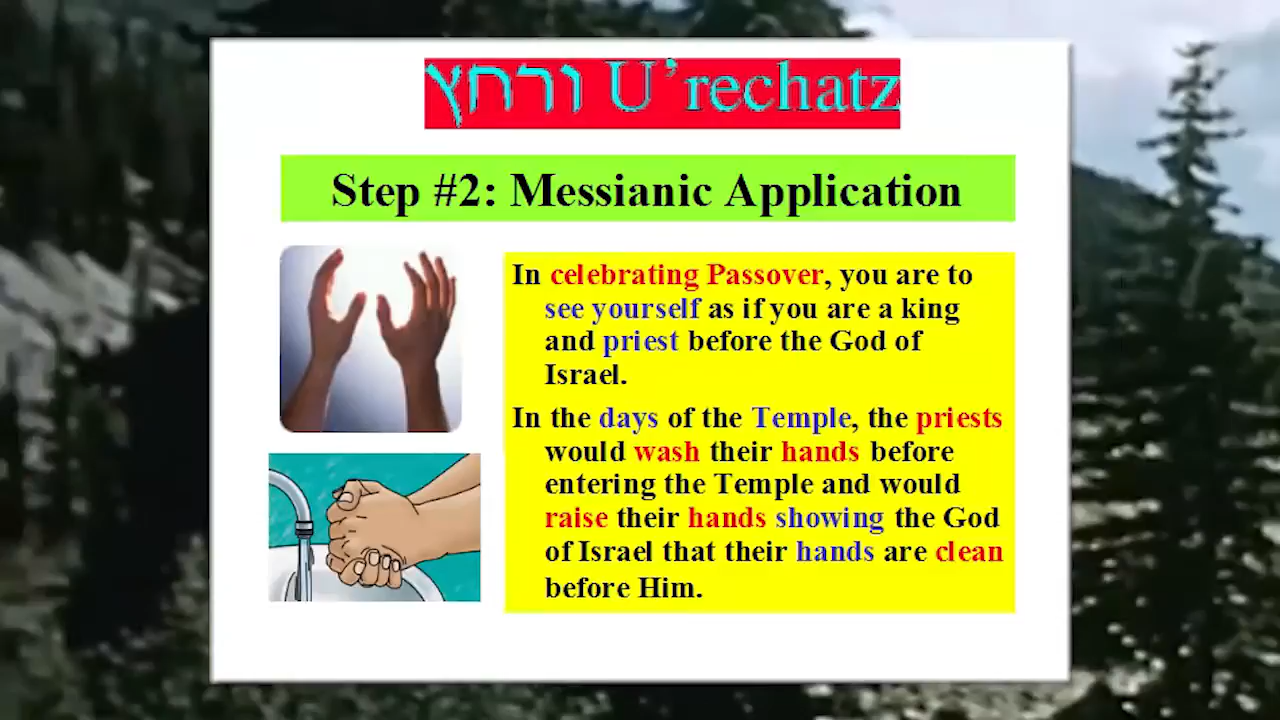 ורחץ U’rechatz
Step #2: Messianic Application
In celebrating Passover, you are to
see yourself as if you are a king
and priest before the God of
Israel.
In the days of the Temple, the priests
would wash their hands before
entering the Temple and would
raise their hands showing the God
of Israel that their hands are clean
before Him.